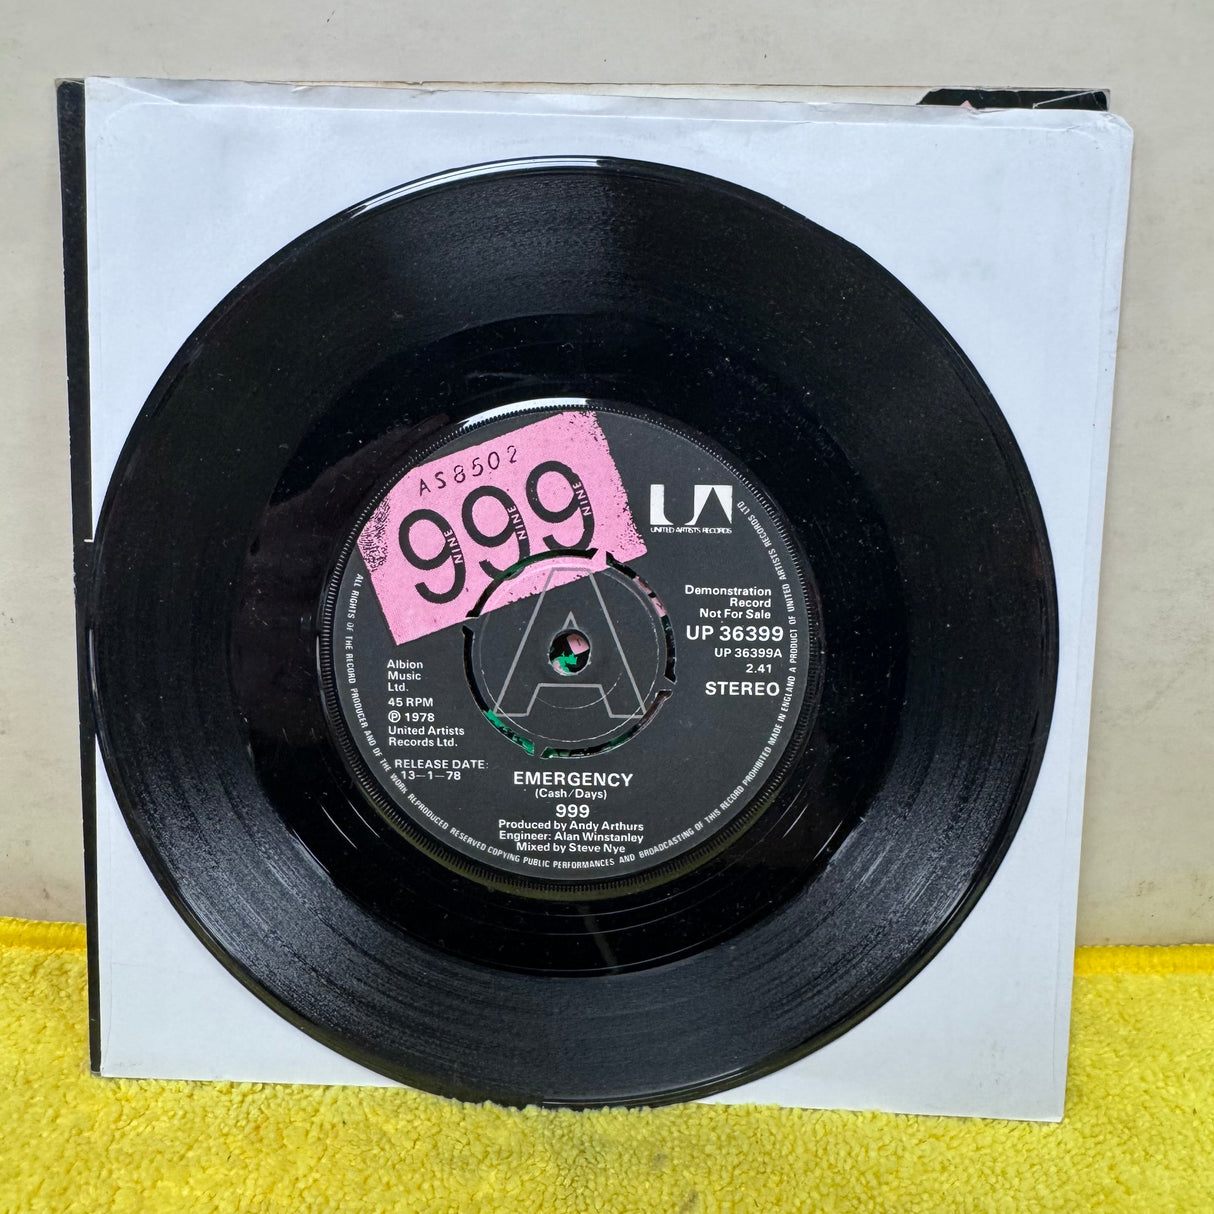 AS8502
999
NINE NINE NINE
UA
UNITED ARTISTS RECORDS
Demonstration
Record
Not For Sale
UP 36399
UP 36399A
2.41
STEREO
A
Albion
Music
Ltd.
45 RPM
Ⓟ 1978
United Artists
Records Ltd.
RELEASE DATE:
13-1-78
EMERGENCY
(Cash/Days)
999
Produced by Andy Arthurs
Engineer: Alan Winstanley
Mixed by Steve Nye
ALL RIGHTS OF THE RECORD PRODUCER AND OF THE WORK REPRODUCED RESERVED COPYING PUBLIC PERFORMANCES AND BROADCASTING OF THIS RECORD PROHIBITED MADE IN ENGLAND A PRODUCT OF UNITED ARTISTS RECORDS LTD